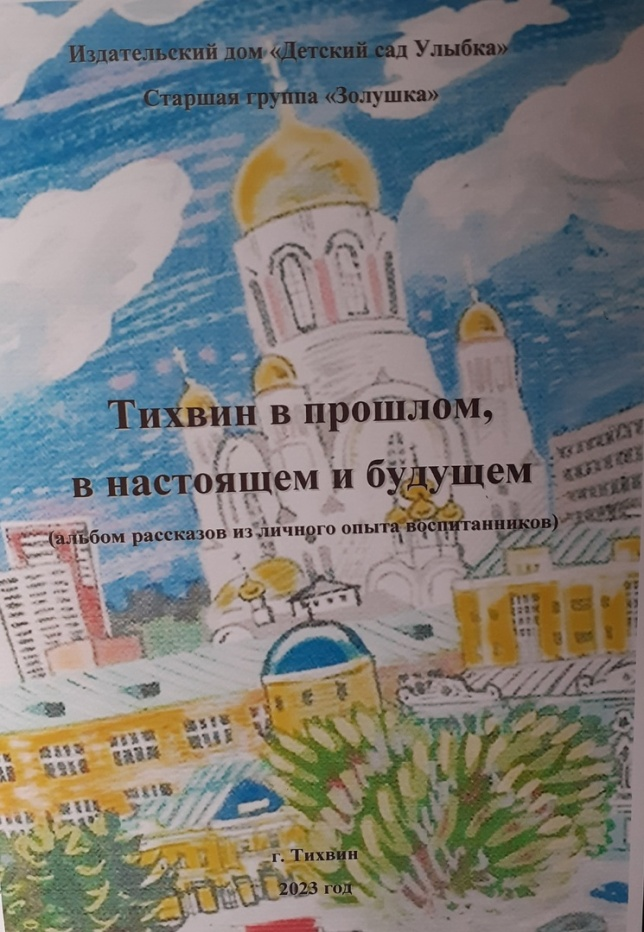 Издательский дом «Детский сад Улыбка»
Старшая группа «Золушка»
Тихвин в прошлом,
в настоящем и будущем
(альбом рассказов из личного опыта воспитанников)
г. Тихвин
2023 год